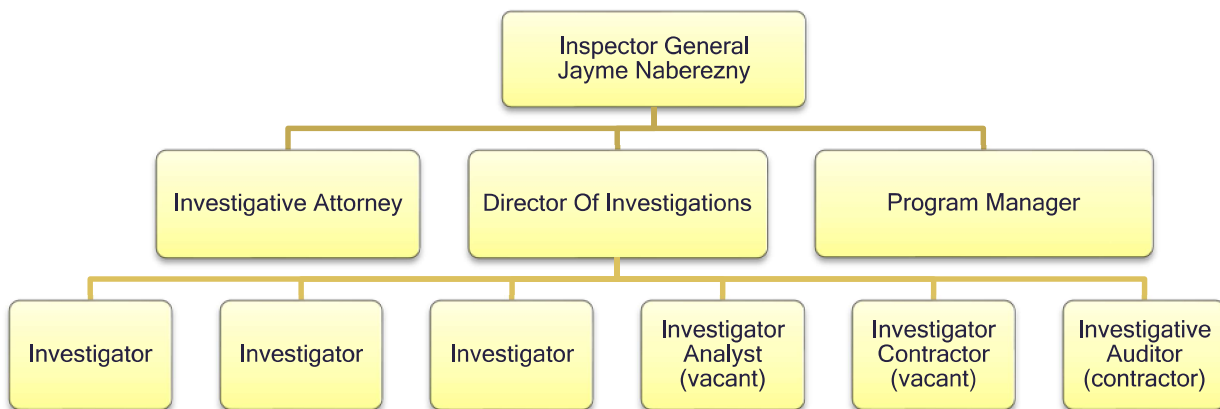 Inspector General
Jayme Naberezny
Investigative Attorney
Director Of Investigations
Program Manager
Investigator
Investigator
Investigator
Investigator
Analyst
(vacant)
Investigator
Contractor
(vacant)
Investigative
Auditor
(contractor)